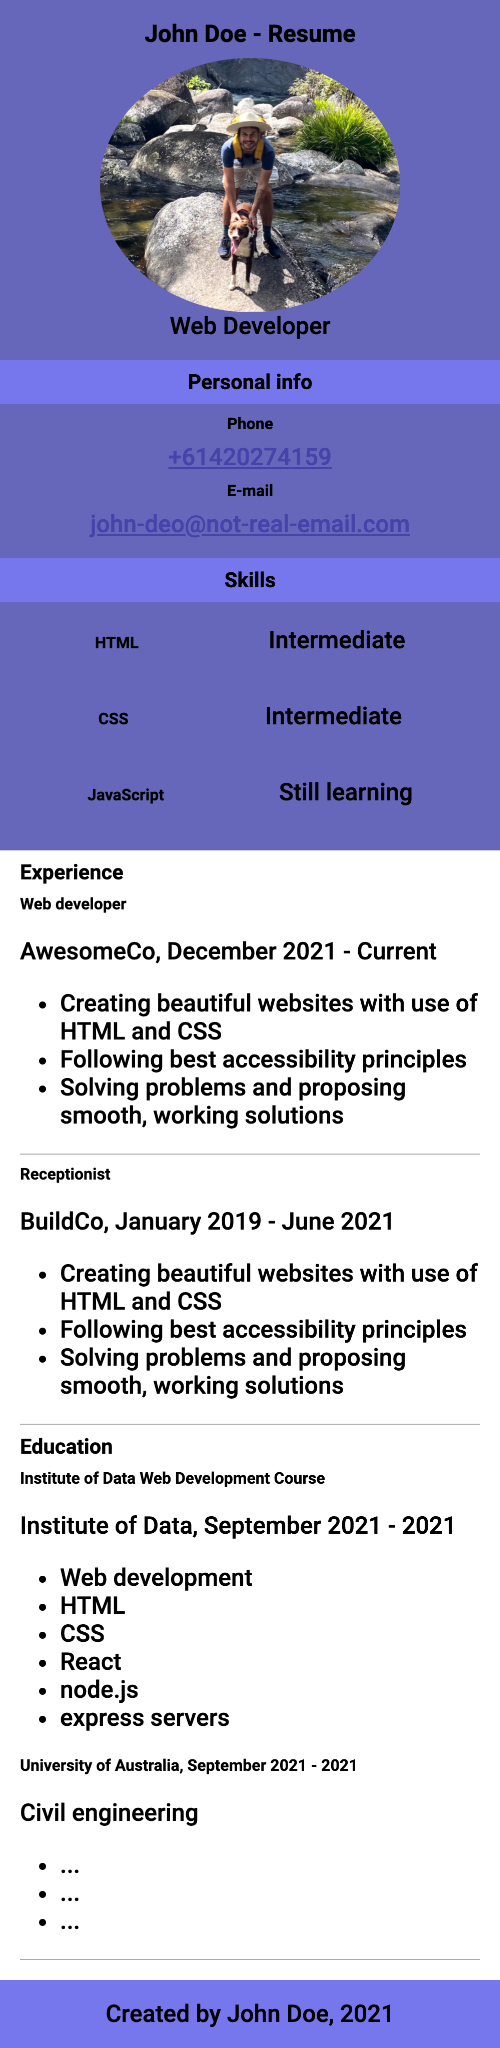 John Doe - Resume
Web Developer
Personal info
Phone
+61420274159
E-mail
john-deo@not-real-email.com
Skills
HTML Intermediate
CSS Intermediate
JavaScript Still learning
Experience
Web developer
AwesomeCo, December 2021 - Current
• Creating beautiful websites with use of
HTML and CSS
• Following best accessibility principles
• Solving problems and proposing
smooth, working solutions
Receptionist
BuildCo, January 2019 - June 2021
• Creating beautiful websites with use of
HTML and CSS
• Following best accessibility principles
• Solving problems and proposing
smooth, working solutions
Education
Institute of Data Web Development Course
Institute of Data, September 2021 - 2021
• Web development
• HTML
• CSS
• React
• node.js
• express servers
University of Australia, September 2021 - 2021
Civil engineering
• ...
• ...
• ...
Created by John Doe, 2021